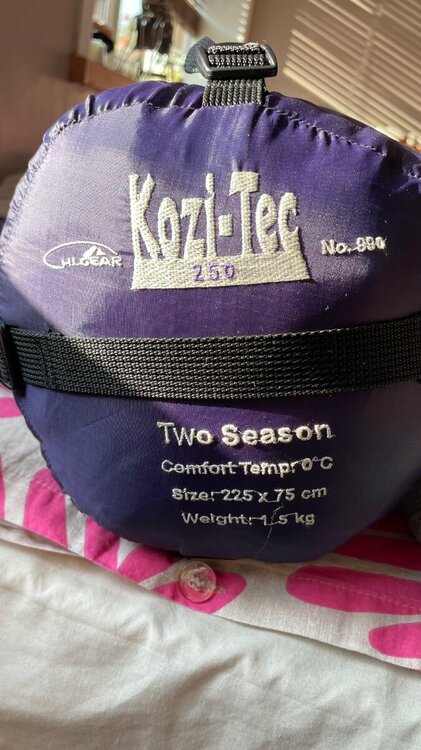 Kozi-Tec
250
HI-GEAR
No. 990
Two Season
Comfort Temp: 0°C
Size: 225 x 75 cm
Weight: 1.5 kg